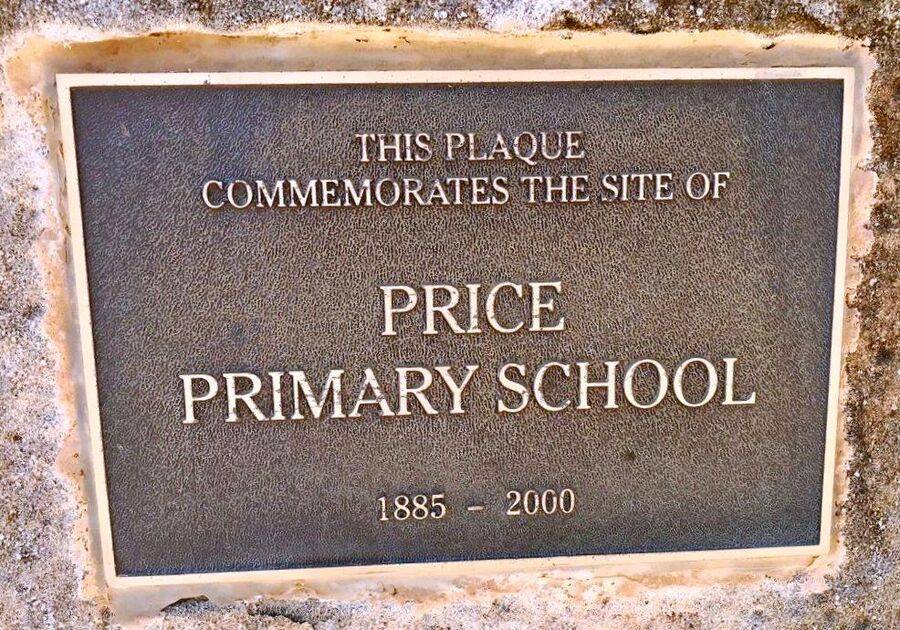 THIS PLAQUE
COMMEMORATES THE SITE OF
PRICE
PRIMARY SCHOOL
1885 - 2000